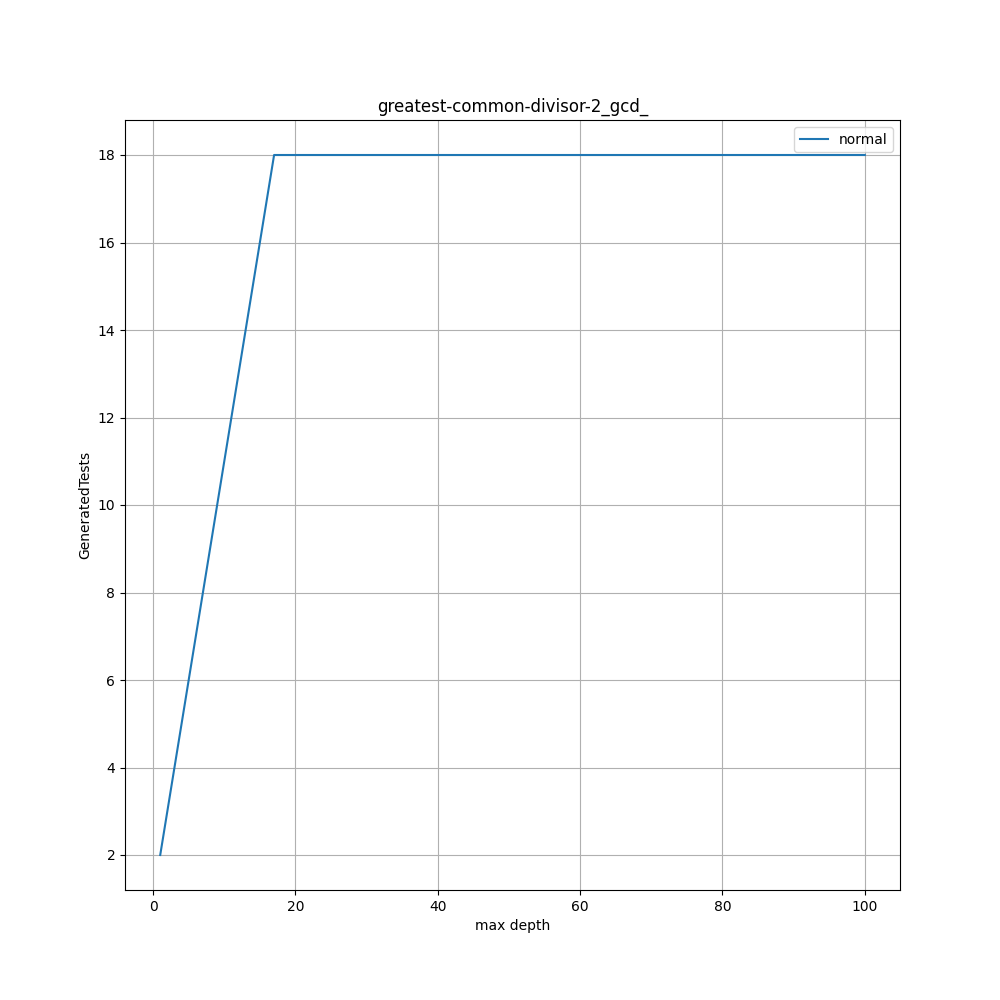 greatest-common-divisor-2_gcd_
normal
18
16
14
12
10
8
6
4
2
GeneratedTests
0 20 40 60 80 100
max depth